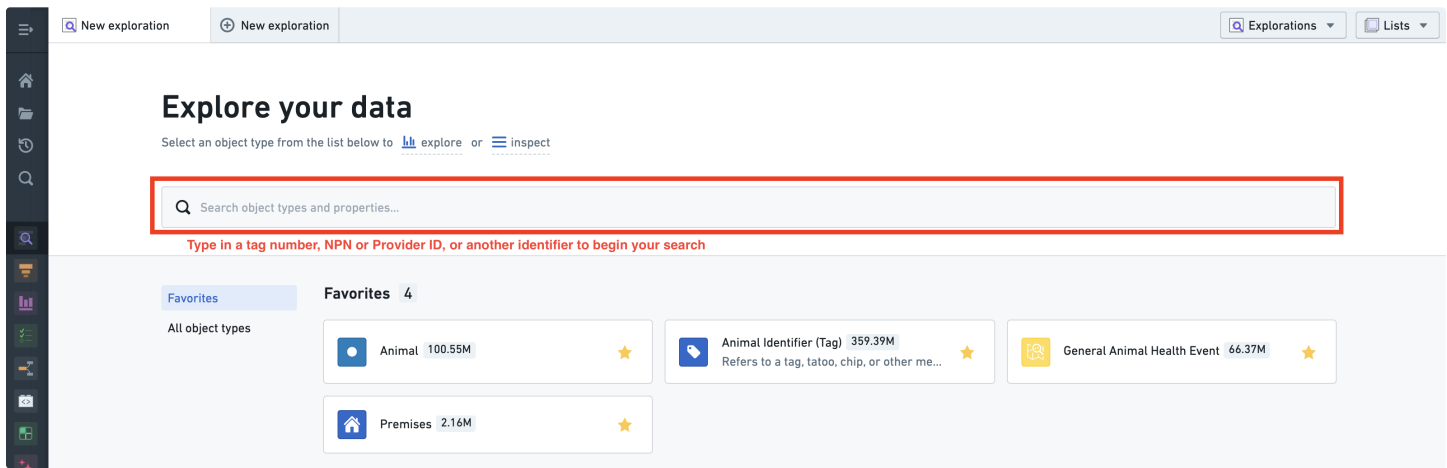 New exploration
New exploration
Explorations
Lists
Explore your data
Select an object type from the list below to explore or inspect
Search object types and properties...
Type in a tag number, NPN or Provider ID, or another identifier to begin your search
Favorites
All object types
Favorites 4
Animal 100.55M
Animal Identifier (Tag) 359.39M
Refers to a tag, tatoo, chip, or other me...
General Animal Health Event 66.37M
Premises 2.16M